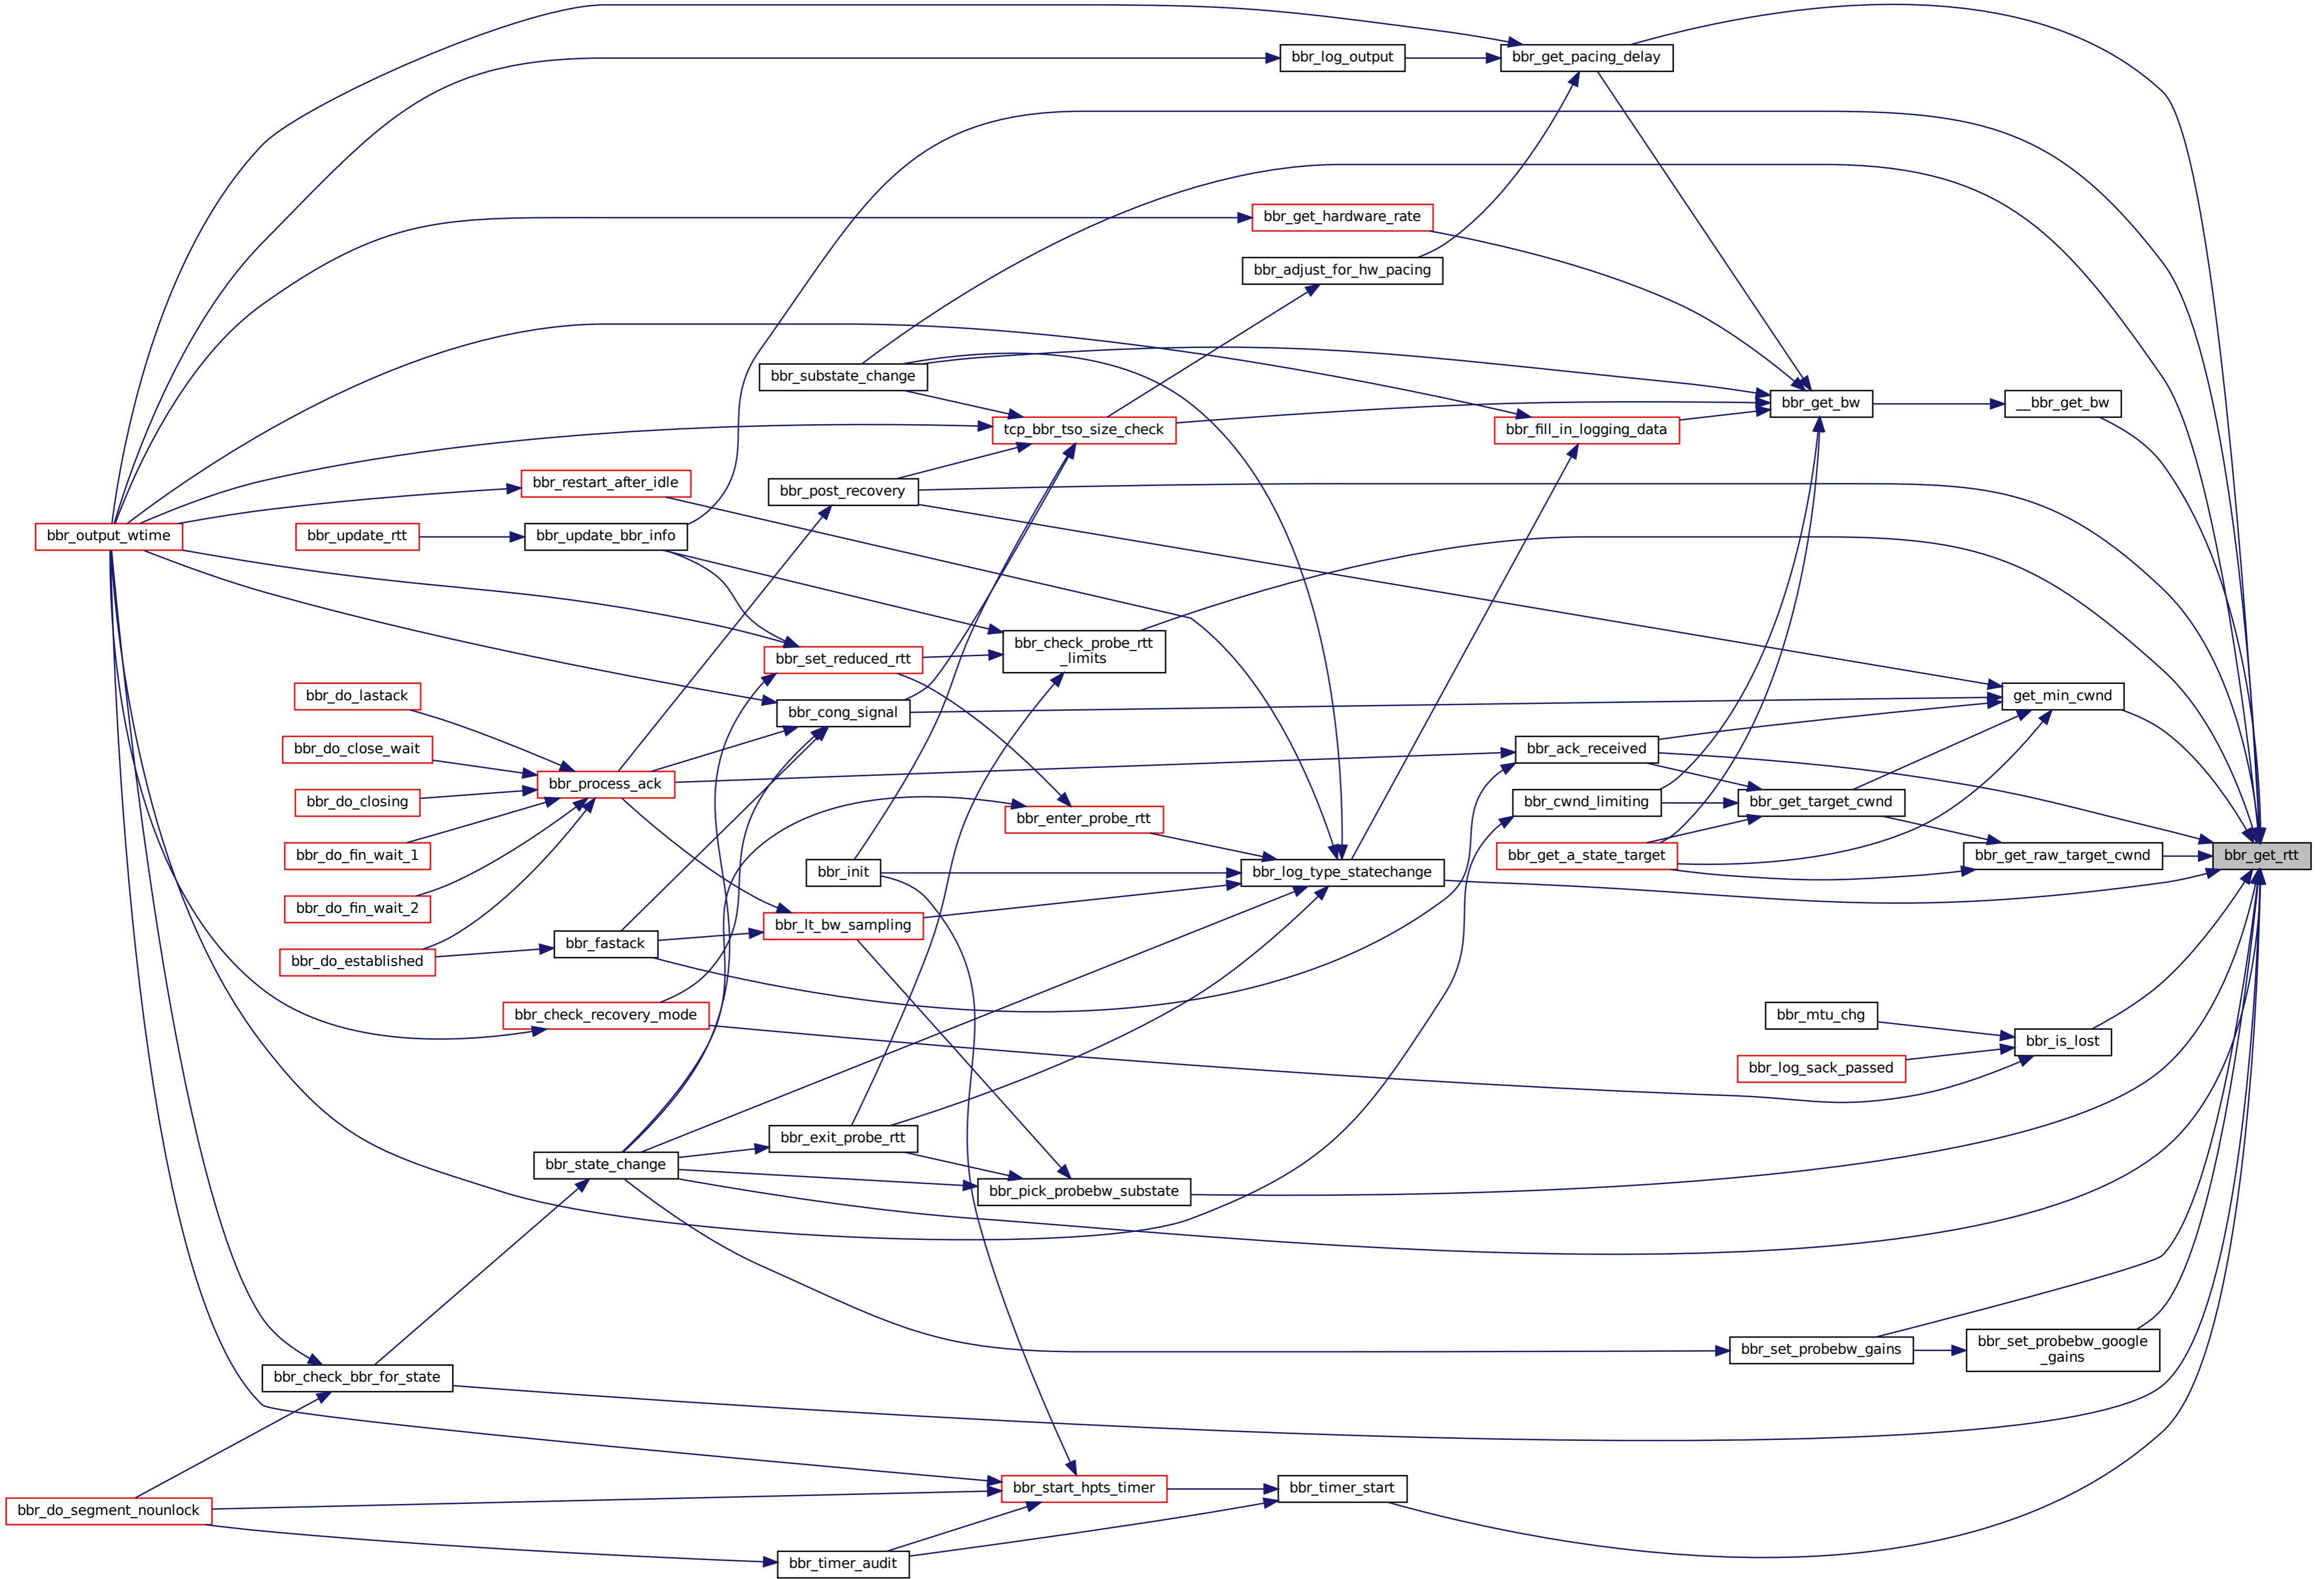 bbr_log_output
bbr_get_pacing_delay
bbr_get_hardware_rate
bbr_adjust_for_hw_pacing
bbr_substate_change
bbr_get_bw
__bbr_get_bw
tcp_bbr_tso_size_check
bbr_fill_in_logging_data
bbr_restart_after_idle
bbr_post_recovery
bbr_output_wtime
bbr_update_rtt
bbr_update_bbr_info
bbr_check_probe_rtt
_limits
bbr_set_reduced_rtt
bbr_do_lastack
get_min_cwnd
bbr_cong_signal
bbr_do_close_wait
bbr_ack_received
bbr_process_ack
bbr_do_closing
bbr_cwnd_limiting
bbr_get_target_cwnd
bbr_enter_probe_rtt
bbr_do_fin_wait_1
bbr_get_a_state_target
bbr_get_raw_target_cwnd
bbr_get_rtt
bbr_init
bbr_log_type_statechange
bbr_do_fin_wait_2
bbr_lt_bw_sampling
bbr_fastack
bbr_do_established
bbr_check_recovery_mode
bbr_mtu_chg
bbr_is_lost
bbr_log_sack_passed
bbr_exit_probe_rtt
bbr_state_change
bbr_pick_probebw_substate
bbr_set_probebw_gains
bbr_set_probebw_google
_gains
bbr_check_bbr_for_state
bbr_start_hpts_timer
bbr_timer_start
bbr_do_segment_nounlock
bbr_timer_audit